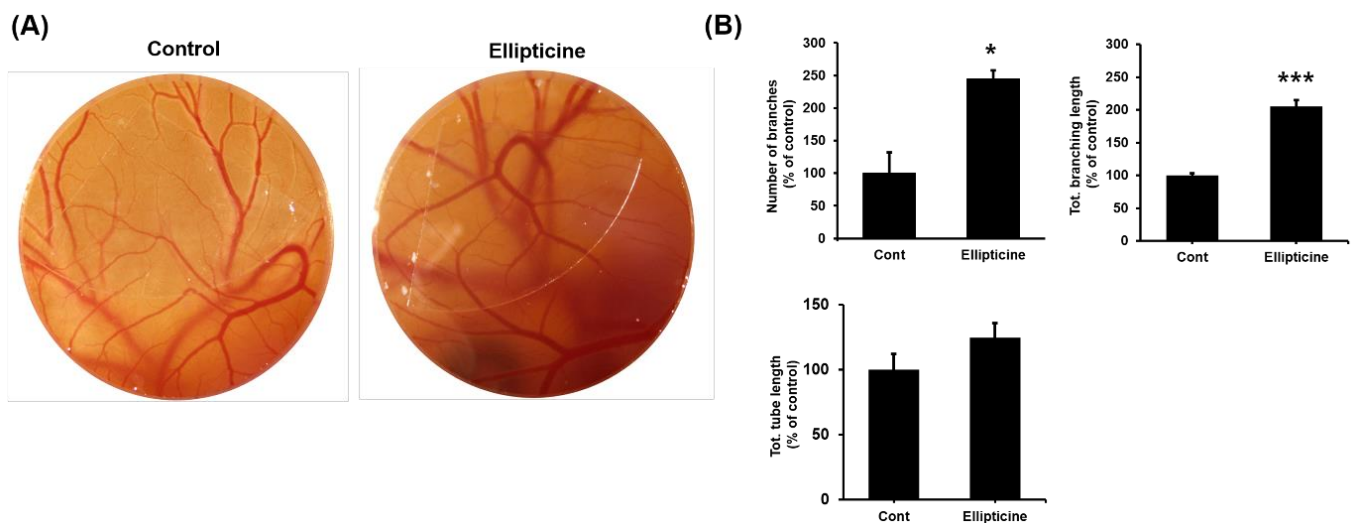 (A)
Control
Ellipticine
(B)
Number of branches
(% of control)
300
250
200
150
100
50
0
*
Cont
Ellipticine
Tot. branching length
(% of control)
300
250
200
150
100
50
0
***
Cont
Ellipticine
Tot. tube length
(% of control)
150
100
50
0
Cont
Ellipticine